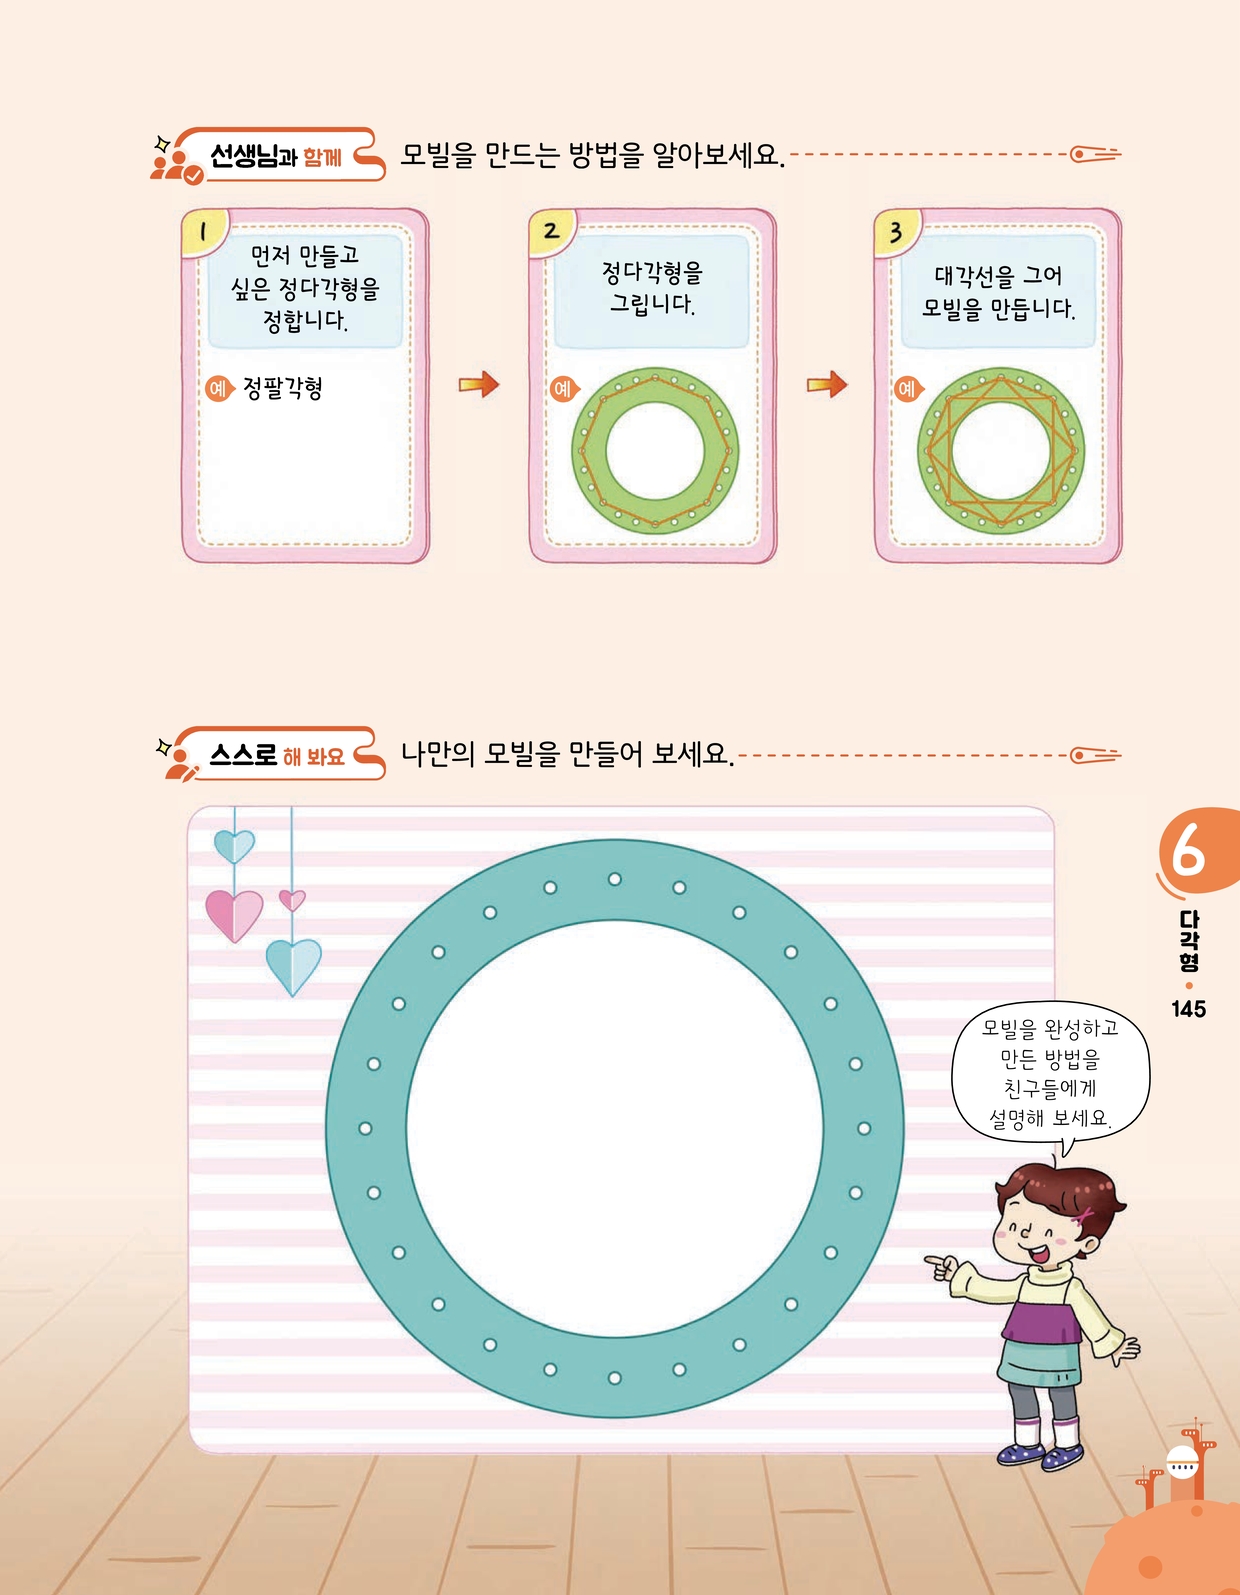 선생님과 함께 모빌을 만드는 방법을 알아보세요.
1
먼저 만들고
싶은 정다각형을
정합니다.
예 정팔각형
2
정다각형을
그립니다.
예
3
대각선을 그어
모빌을 만듭니다.
예
스스로 해 봐요 나만의 모빌을 만들어 보세요.
6
다각형
145
모빌을 완성하고
만든 방법을
친구들에게
설명해 보세요.